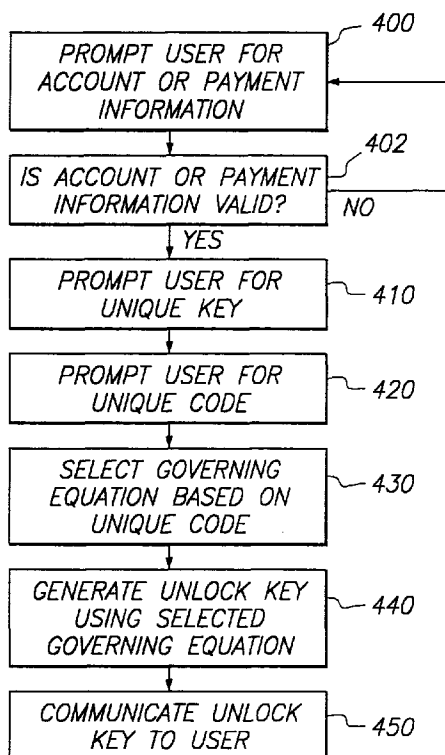 400
PROMPT USER FOR
ACCOUNT OR PAYMENT
INFORMATION
402
IS ACCOUNT OR PAYMENT
INFORMATION VALID?
NO
YES
PROMPT USER FOR
UNIQUE KEY
410
PROMPT USER FOR
UNIQUE CODE
420
SELECT GOVERNING
EQUATION BASED ON
UNIQUE CODE
430
GENERATE UNLOCK KEY
USING SELECTED
GOVERNING EQUATION
440
COMMUNICATE UNLOCK
KEY TO USER
450